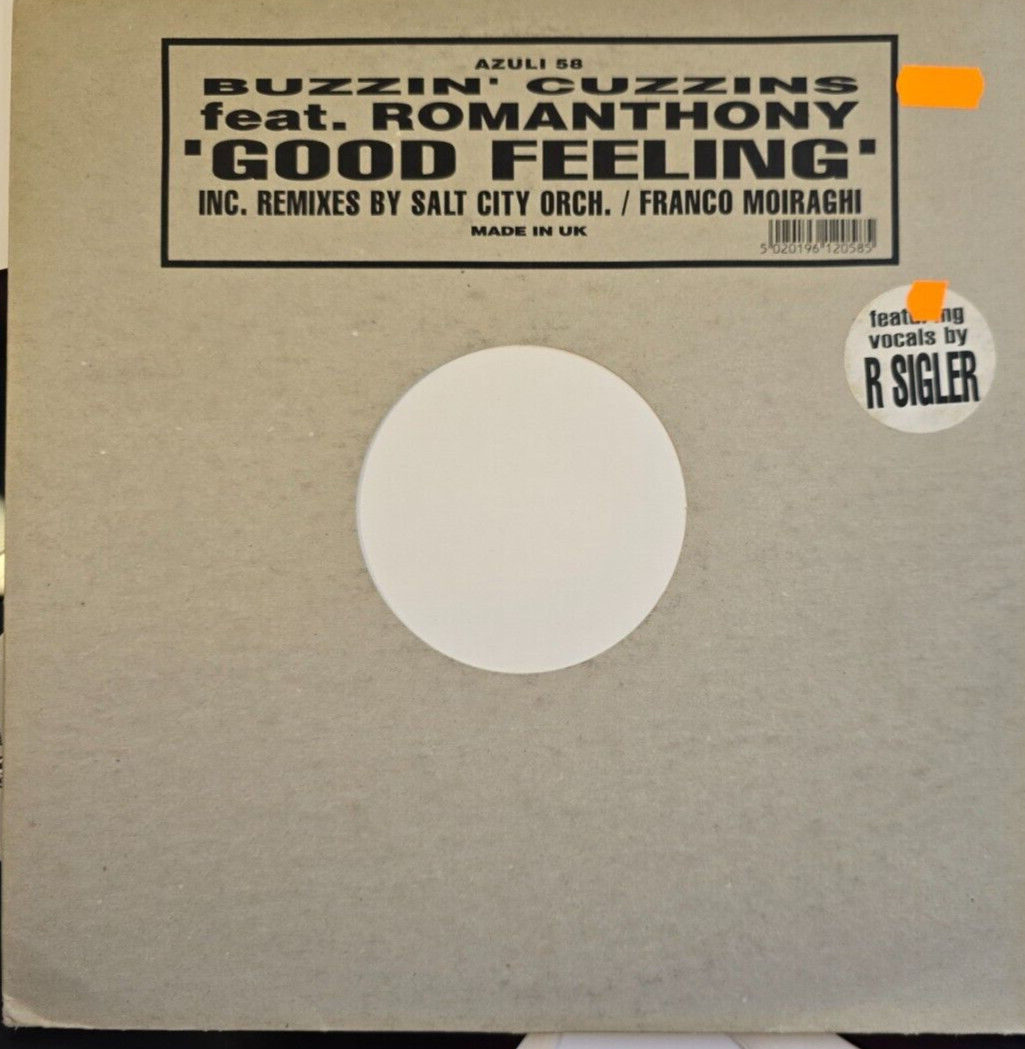 AZULI 58
BUZZIN' CUZZINS
feat. ROMANTHONY
'GOOD FEELING'
INC. REMIXES BY SALT CITY ORCH. / FRANCO MOIRAGHI
MADE IN UK
5 020196 120585
vocals by
R SIGLER